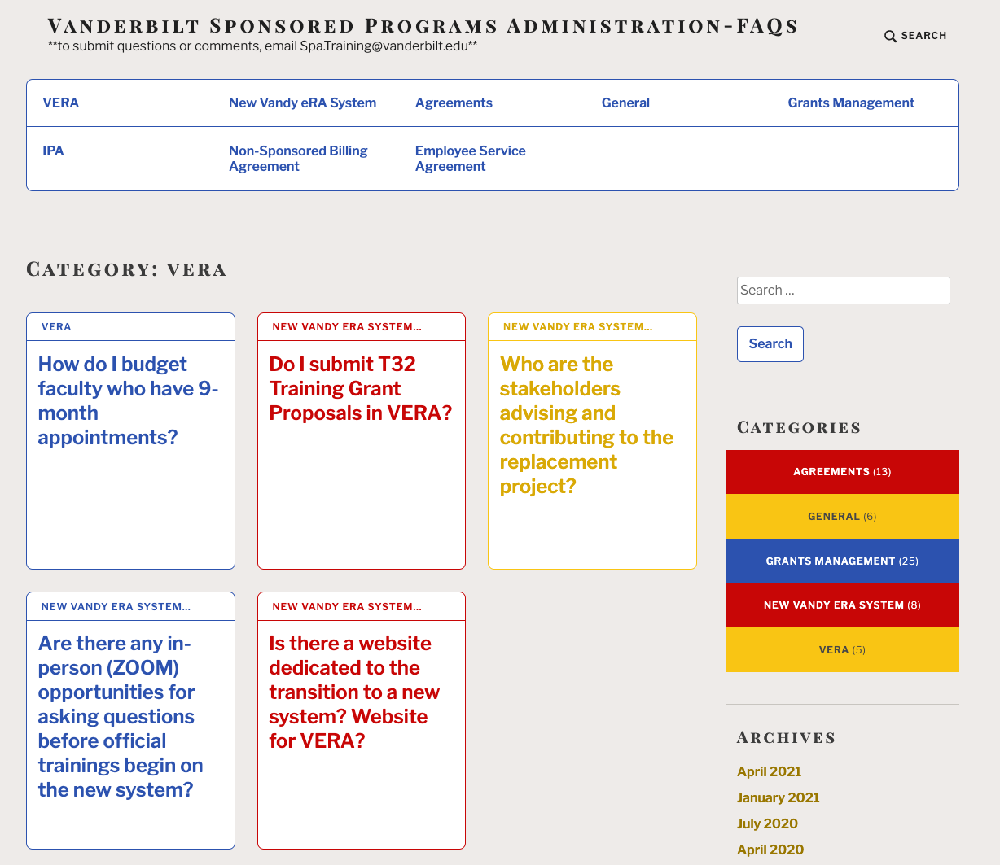 Vanderbilt Sponsored Programs Administration-FAQs
**to submit questions or comments, email Spa.Training@vanderbilt.edu**
SEARCH
VERA
New Vandy eRA System
Agreements
General
Grants Management
IPA
Non-Sponsored Billing
Agreement
Employee Service
Agreement
Category: VERA
VERA
How do I budget
faculty who have 9-
month
appointments?
NEW VANDY ERA SYSTEM...
Do I submit T32
Training Grant
Proposals in VERA?
NEW VANDY ERA SYSTEM...
Who are the
stakeholders
advising and
contributing to the
replacement
project?
NEW VANDY ERA SYSTEM...
Are there any in-
person (ZOOM)
opportunities for
asking questions
before official
trainings begin on
the new system?
NEW VANDY ERA SYSTEM...
Is there a website
dedicated to the
transition to a new
system? Website
for VERA?
Search ...
Search
Categories
AGREEMENTS (13)
GENERAL (6)
GRANTS MANAGEMENT (25)
NEW VANDY ERA SYSTEM (8)
VERA (5)
Archives
April 2021
January 2021
July 2020
April 2020